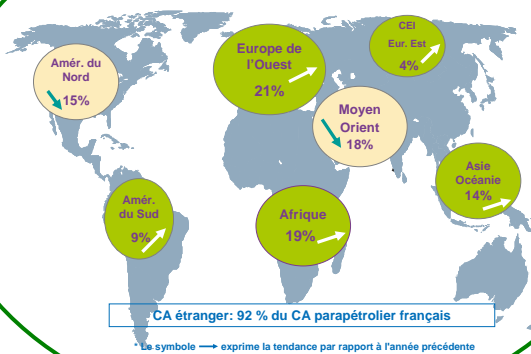 CEI
Eur. Est
4%
Europe de
l'Ouest
21%
Amér. du
Nord
15%
Moyen
Orient
18%
Asie
Océanie
14%
Amér.
du Sud
9%
Afrique
19%
CA étranger: 92 % du CA parapétrolier français
* Le symbole → exprime la tendance par rapport à l'année précédente